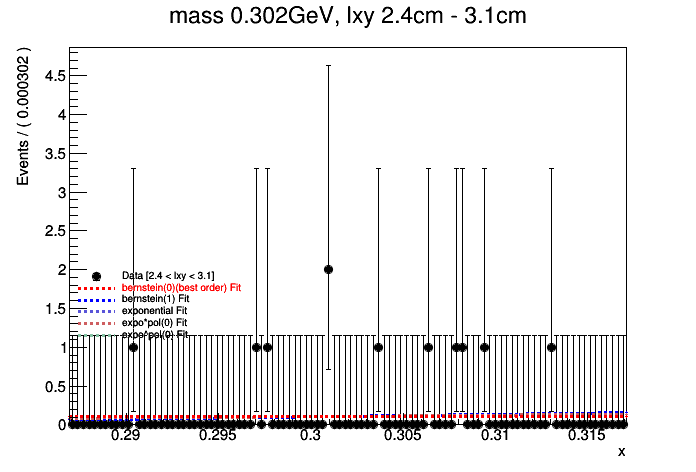 mass 0.302GeV, lxy 2.4cm - 3.1cm
Events / ( 0.000302 )
4.5
4
3.5
3
2.5
2
1.5
1
0.5
0
Data [2.4 < lxy < 3.1]
bernstein(0)(best order) Fit
bernstein(1) Fit
exponential Fit
expo*pol(0) Fit
expo*pol(0) Fit
0.29 0.295 0.3 0.305 0.31 0.315
x